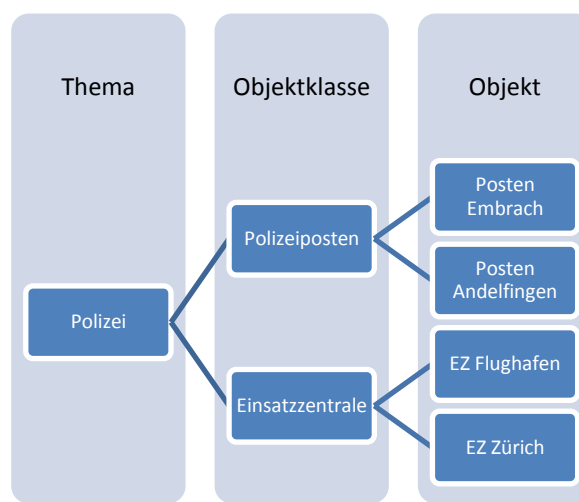 Thema
Objektklasse
Objekt
Polizei
Polizeiposten
Einsatzzentrale
Posten
Embrach
Posten
Andelfingen
EZ Flughafen
EZ Zürich